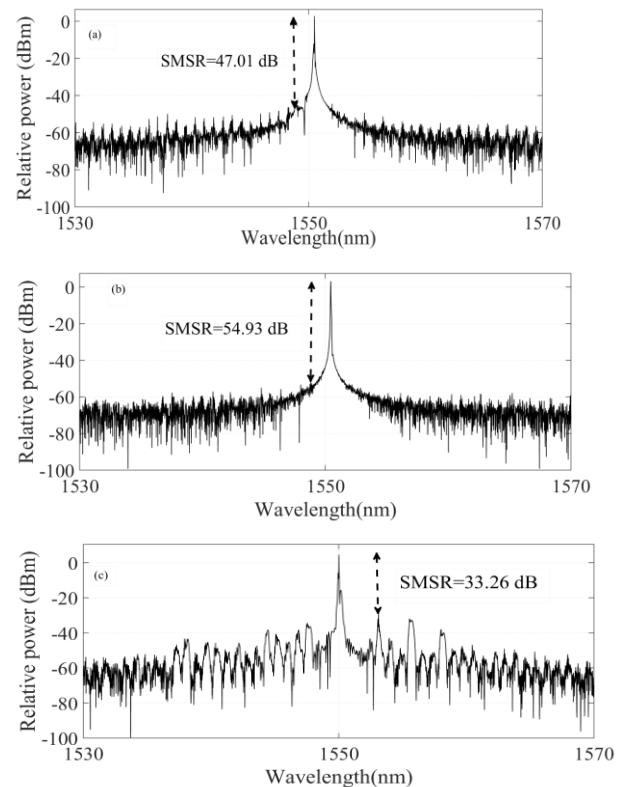 (a)
SMSR=47.01 dB
Relative power (dBm)
0
-20
-40
-60
-80
-100
1530
1550
1570
Wavelength(nm)
(b)
SMSR=54.93 dB
Relative power (dBm)
0
-20
-40
-60
-80
-100
1530
1550
1570
Wavelength(nm)
(c)
SMSR=33.26 dB
Relative power (dBm)
0
-20
-40
-60
-80
-100
1530
1550
1570
Wavelength(nm)